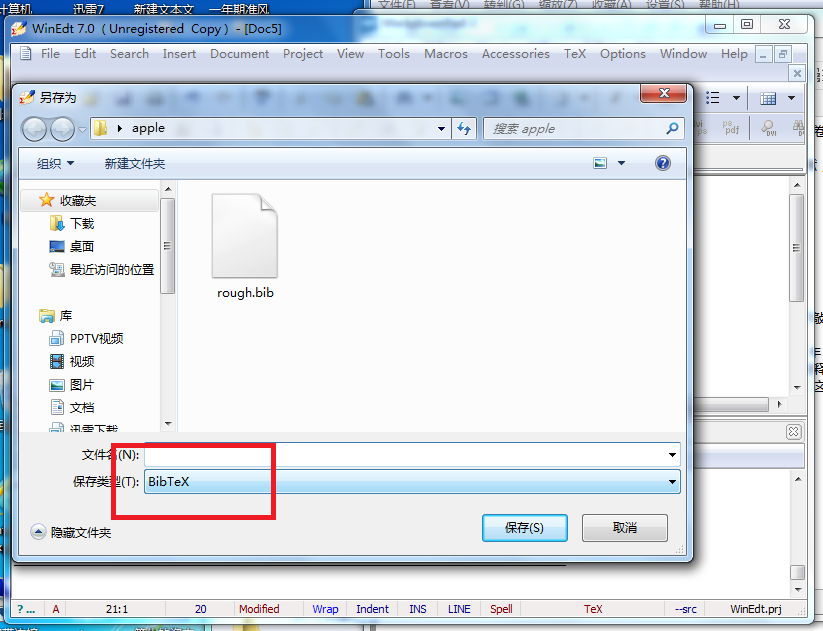 计算机 迅雷7 新建文本文 一年期准风
文件(F) 查看(V) 转到(G) 缩放(Z) 收藏(A) 设置(S) 帮助(H)
WinEdt 7.0 ( Unregistered Copy ) - [Doc5]
File Edit Search Insert Document Project View Tools Macros Accessories TeX Options Window Help
另存为
apple
搜索 apple
组织 新建文件夹
收藏夹
下载
桌面
最近访问的位置
库
PPTV视频
视频
图片
文档
迅雷下载
rough.bib
文件名(N):
保存类型(T): BibTeX
隐藏文件夹 保存(S) 取消
? ... A 21:1 20 Modified Wrap Indent INS LINE Spell TeX --src WinEdt.prj